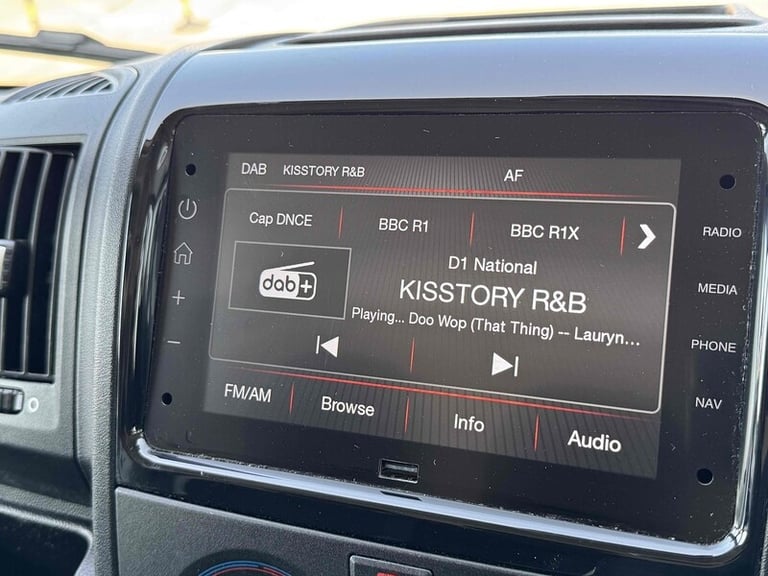 DAB KISSTORY R&B AF
Cap DNCE BBC R1 BBC R1X
D1 National
dab+
KISSTORY R&B
Playing... Doo Wop (That Thing) -- Lauryn...
FM/AM Browse Info Audio
RADIO
MEDIA
PHONE
NAV